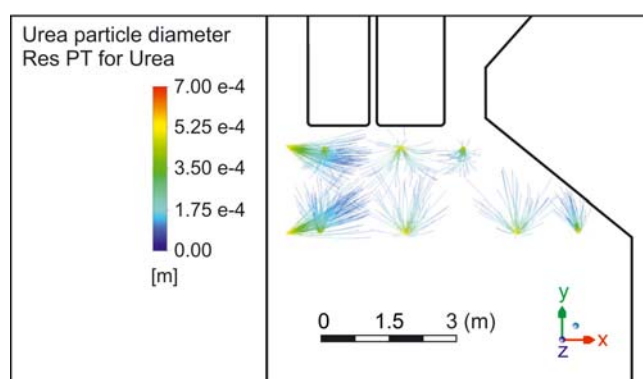 Urea particle diameter
Res PT for Urea
7.00 e-4
5.25 e-4
3.50 e-4
1.75 e-4
0.00
[m]
0 1.5 3 (m)
y
x
z